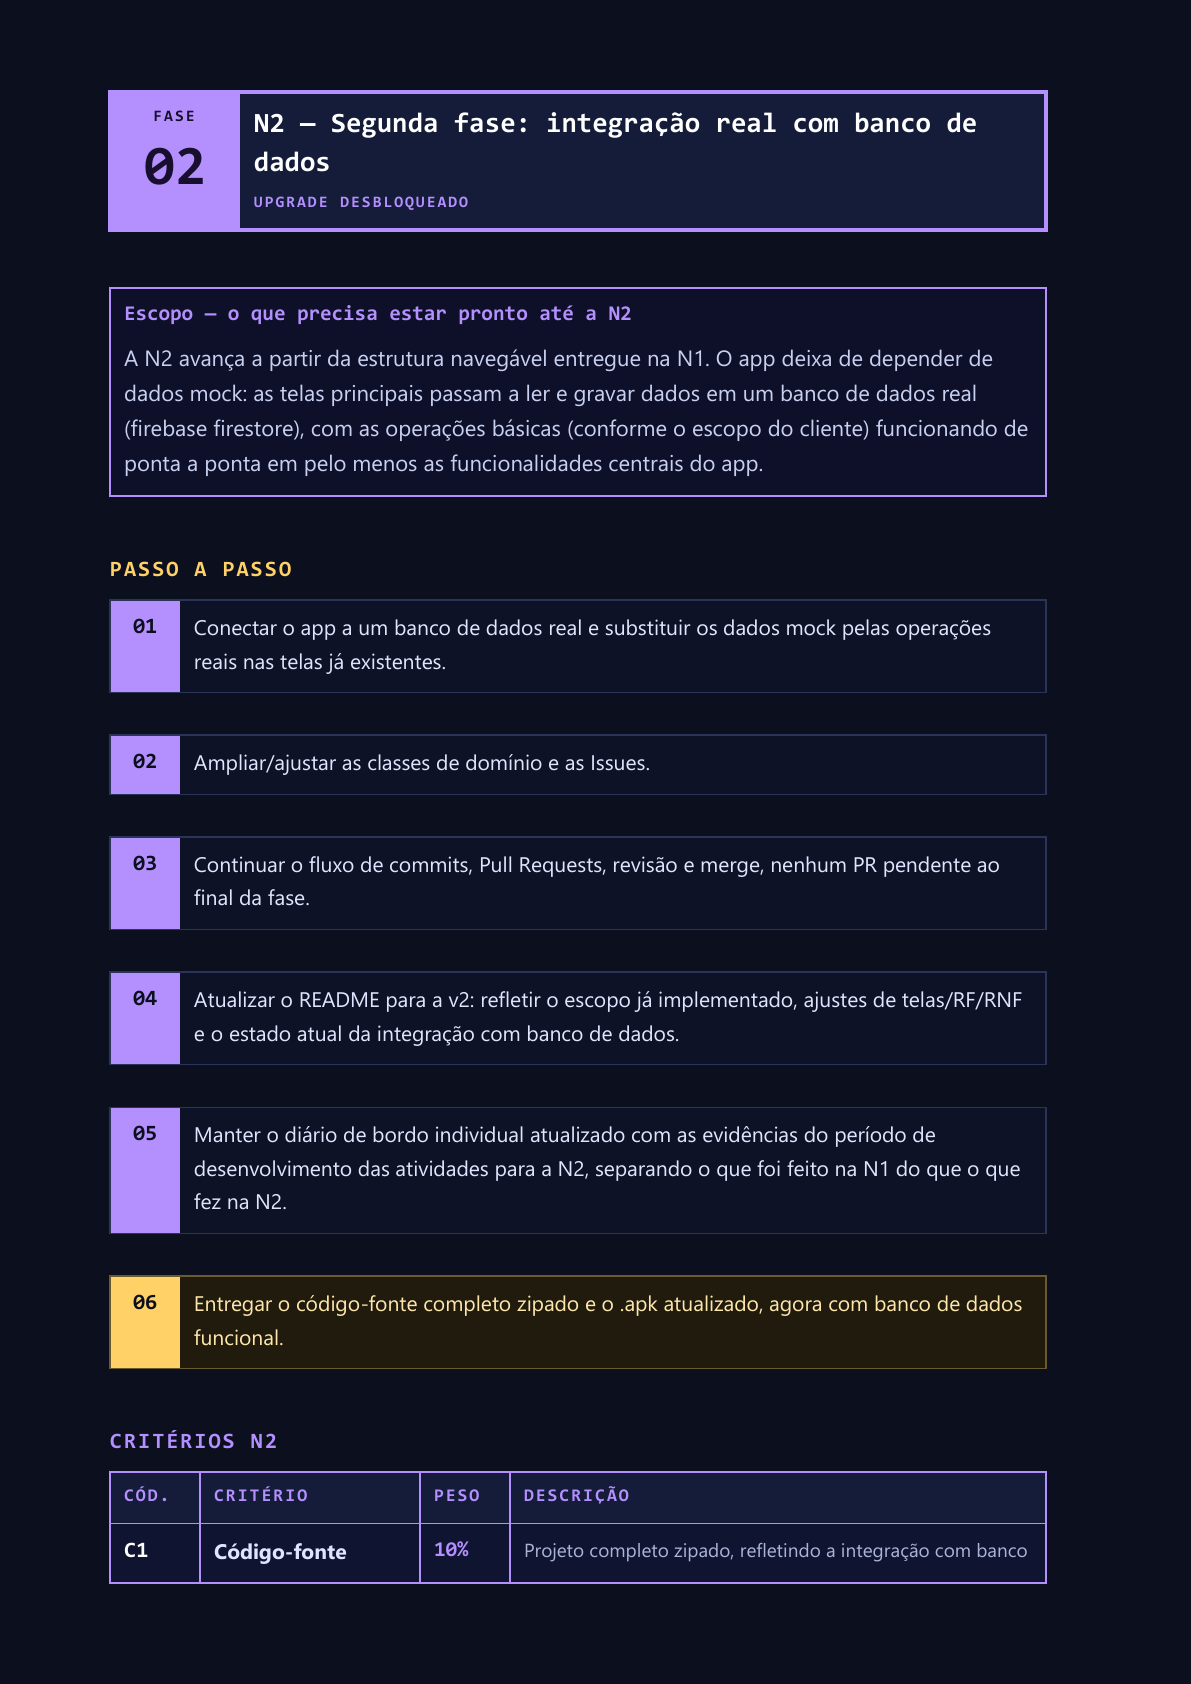 FASE
02
N2 — Segunda fase: integração real com banco de
dados
UPGRADE DESBLOQUEADO
Escopo — o que precisa estar pronto até a N2
A N2 avança a partir da estrutura navegável entregue na N1. O app deixa de depender de
dados mock: as telas principais passam a ler e gravar dados em um banco de dados real
(firebase firestore), com as operações básicas (conforme o escopo do cliente) funcionando de
ponta a ponta em pelo menos as funcionalidades centrais do app.
PASSO A PASSO
01
Conectar o app a um banco de dados real e substituir os dados mock pelas operações
reais nas telas já existentes.
02
Ampliar/ajustar as classes de domínio e as Issues.
03
Continuar o fluxo de commits, Pull Requests, revisão e merge, nenhum PR pendente ao
final da fase.
04
Atualizar o README para a v2: refletir o escopo já implementado, ajustes de telas/RF/RNF
e o estado atual da integração com banco de dados.
05
Manter o diário de bordo individual atualizado com as evidências do período de
desenvolvimento das atividades para a N2, separando o que foi feito na N1 do que o que
fez na N2.
06
Entregar o código-fonte completo zipado e o .apk atualizado, agora com banco de dados
funcional.
CRITÉRIOS N2
CÓD. CRITÉRIO PESO DESCRIÇÃO
C1 Código-fonte 10% Projeto completo zipado, refletindo a integração com banco